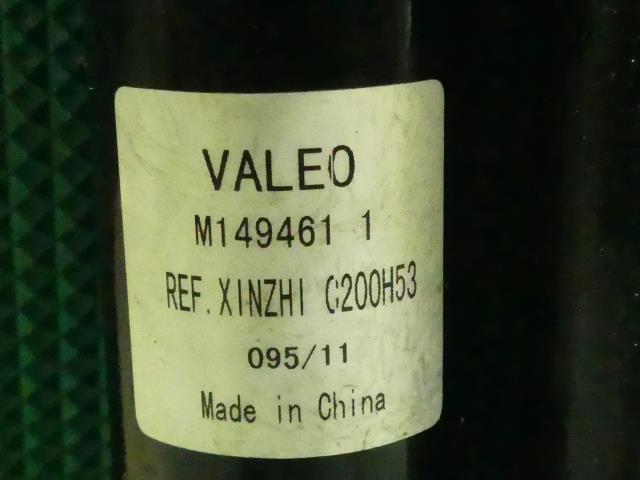 VALEO
M149461 1
REF.XINZHI C200H53
095/11
Made in China